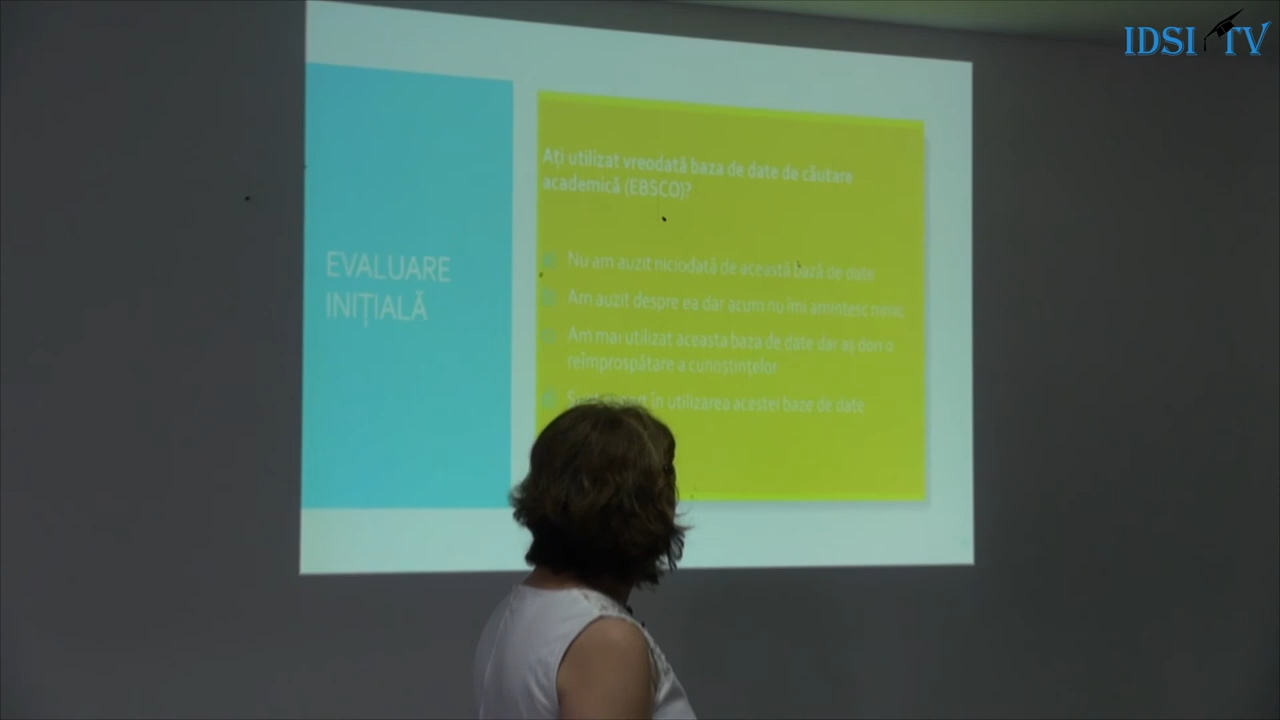 IDSI TV
EVALUARE
INIȚIALĂ
Ați utilizat vreodată baza de date de căutare
academică (EBSCO)?
Nu am auzit niciodată de această bază de date
Am auzit despre ea dar acum nu îmi amintesc
Am mai utilizat aceasta baza de date dar aș dori o
reîmprospătare a cunoștințelor
în utilizarea acestei baze de date